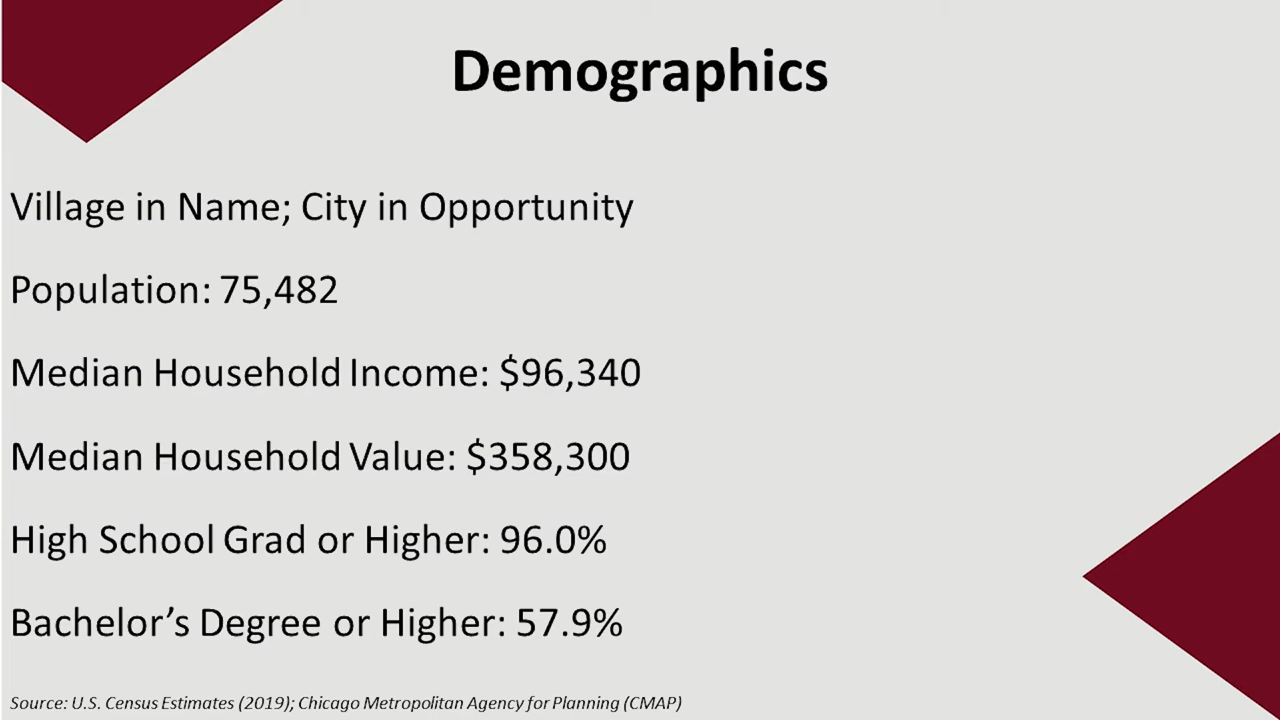 Demographics
Village in Name; City in Opportunity
Population: 75,482
Median Household Income: $96,340
Median Household Value: $358,300
High School Grad or Higher: 96.0%
Bachelor’s Degree or Higher: 57.9%
Source: U.S. Census Estimates (2019); Chicago Metropolitan Agency for Planning (CMAP)